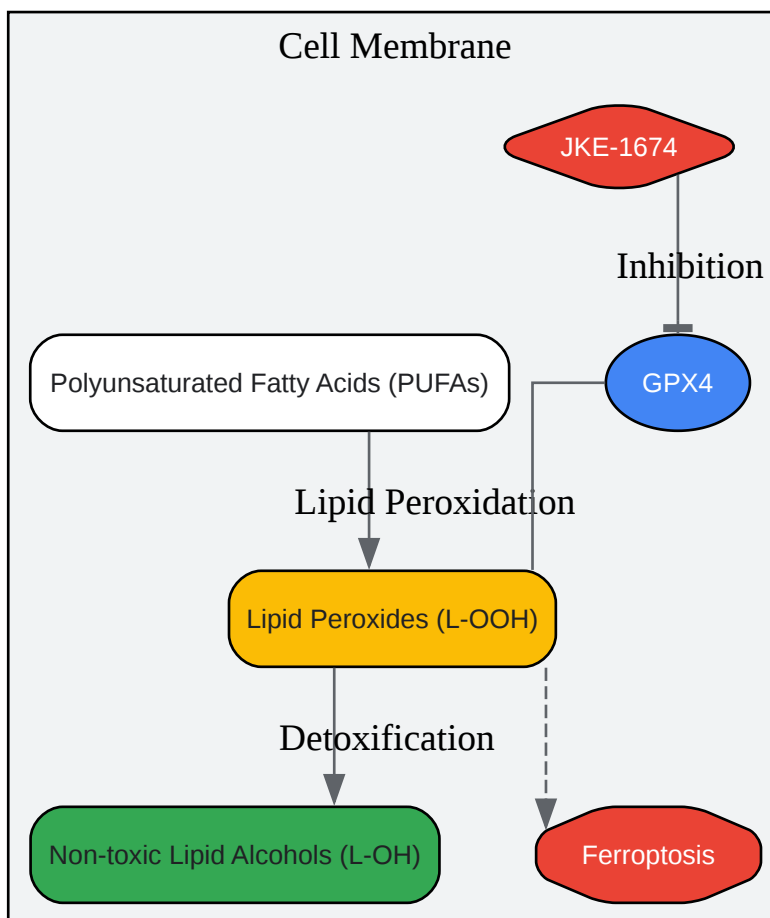 Cell Membrane
JKE-1674
Inhibition
Polyunsaturated Fatty Acids (PUFAs)
GPX4
Lipid Peroxidation
Lipid Peroxides (L-OOH)
Detoxification
Non-toxic Lipid Alcohols (L-OH)
Ferroptosis